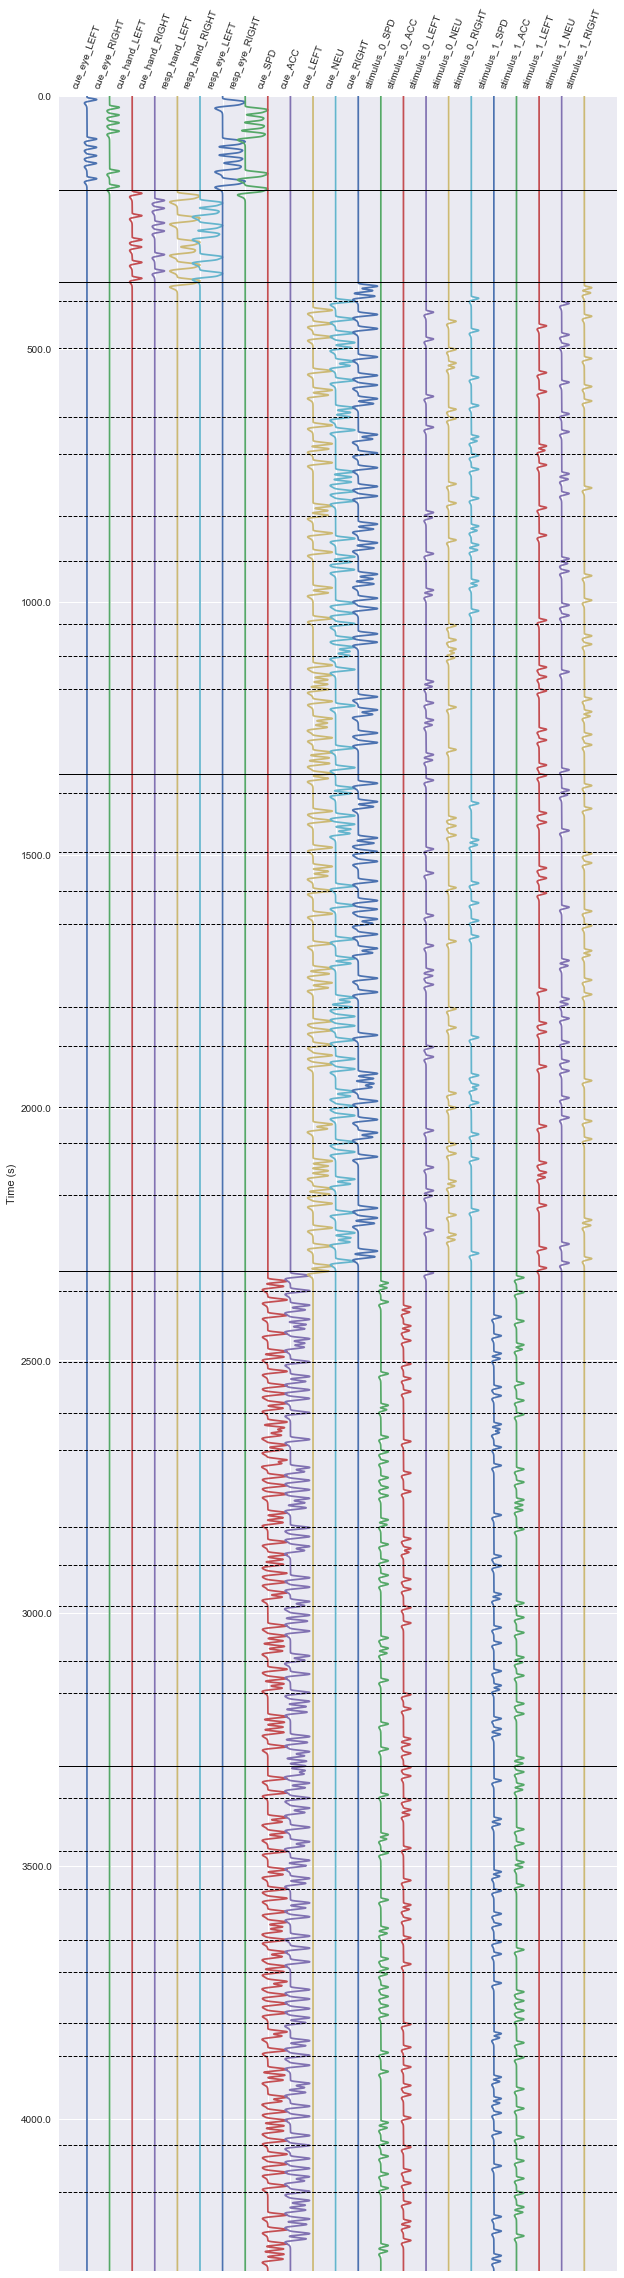 cue_eye_LEFT
cue_eye_RIGHT
cue_hand_LEFT
cue_hand_RIGHT
resp_hand_LEFT
resp_hand_RIGHT
resp_eye_LEFT
resp_eye_RIGHT
cue_SPD
cue_ACC
cue_LEFT
cue_NEU
cue_RIGHT
stimulus_0_SPD
stimulus_0_ACC
stimulus_0_LEFT
stimulus_0_NEU
stimulus_0_RIGHT
stimulus_1_SPD
stimulus_1_ACC
stimulus_1_LEFT
stimulus_1_NEU
stimulus_1_RIGHT
0.0
500.0
1000.0
1500.0
2000.0
Time (s)
2500.0
3000.0
3500.0
4000.0